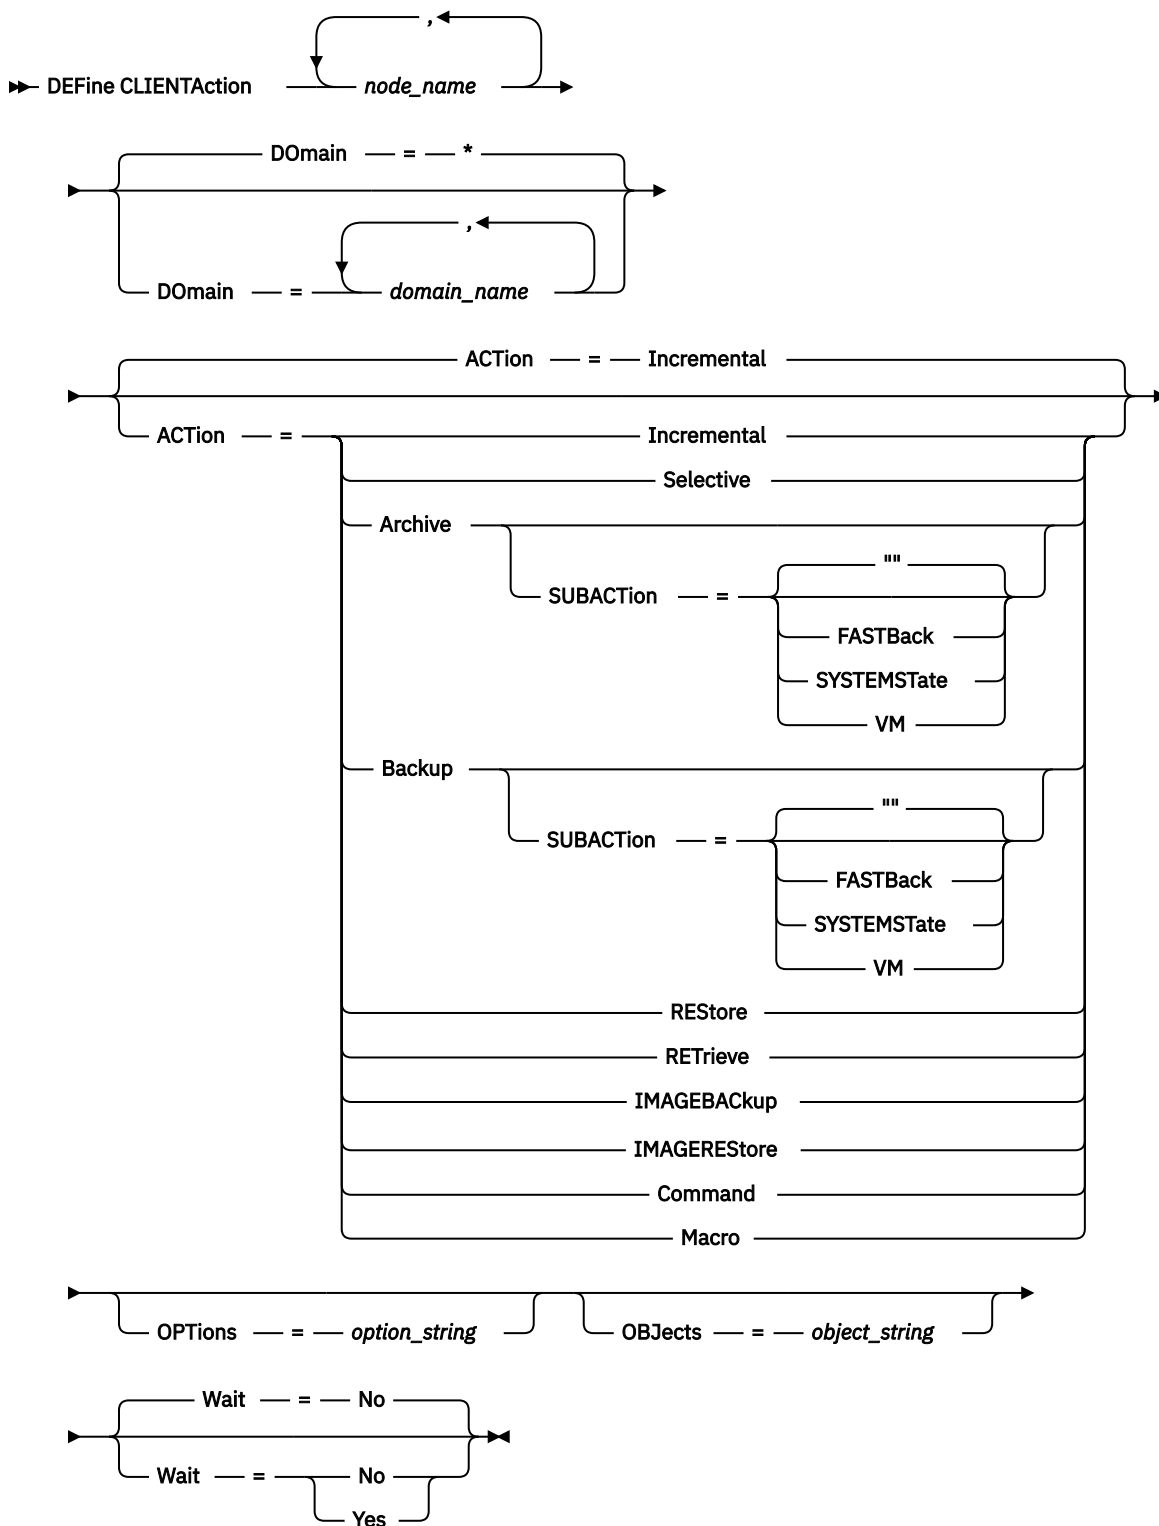 ,
DEFine CLIENTAction node_name
DOmain = *
,
DOmain = domain_name
ACTion = Incremental
ACTion = Incremental
Selective
Archive
""
SUBACTion =
FASTBack
SYSTEMSTate
VM
Backup
""
SUBACTion =
FASTBack
SYSTEMSTate
VM
REStore
RETrieve
IMAGEBACkup
IMAGEREStore
Command
Macro
OPTions = option_string OBJects = object_string
Wait = No
Wait = No
Yes